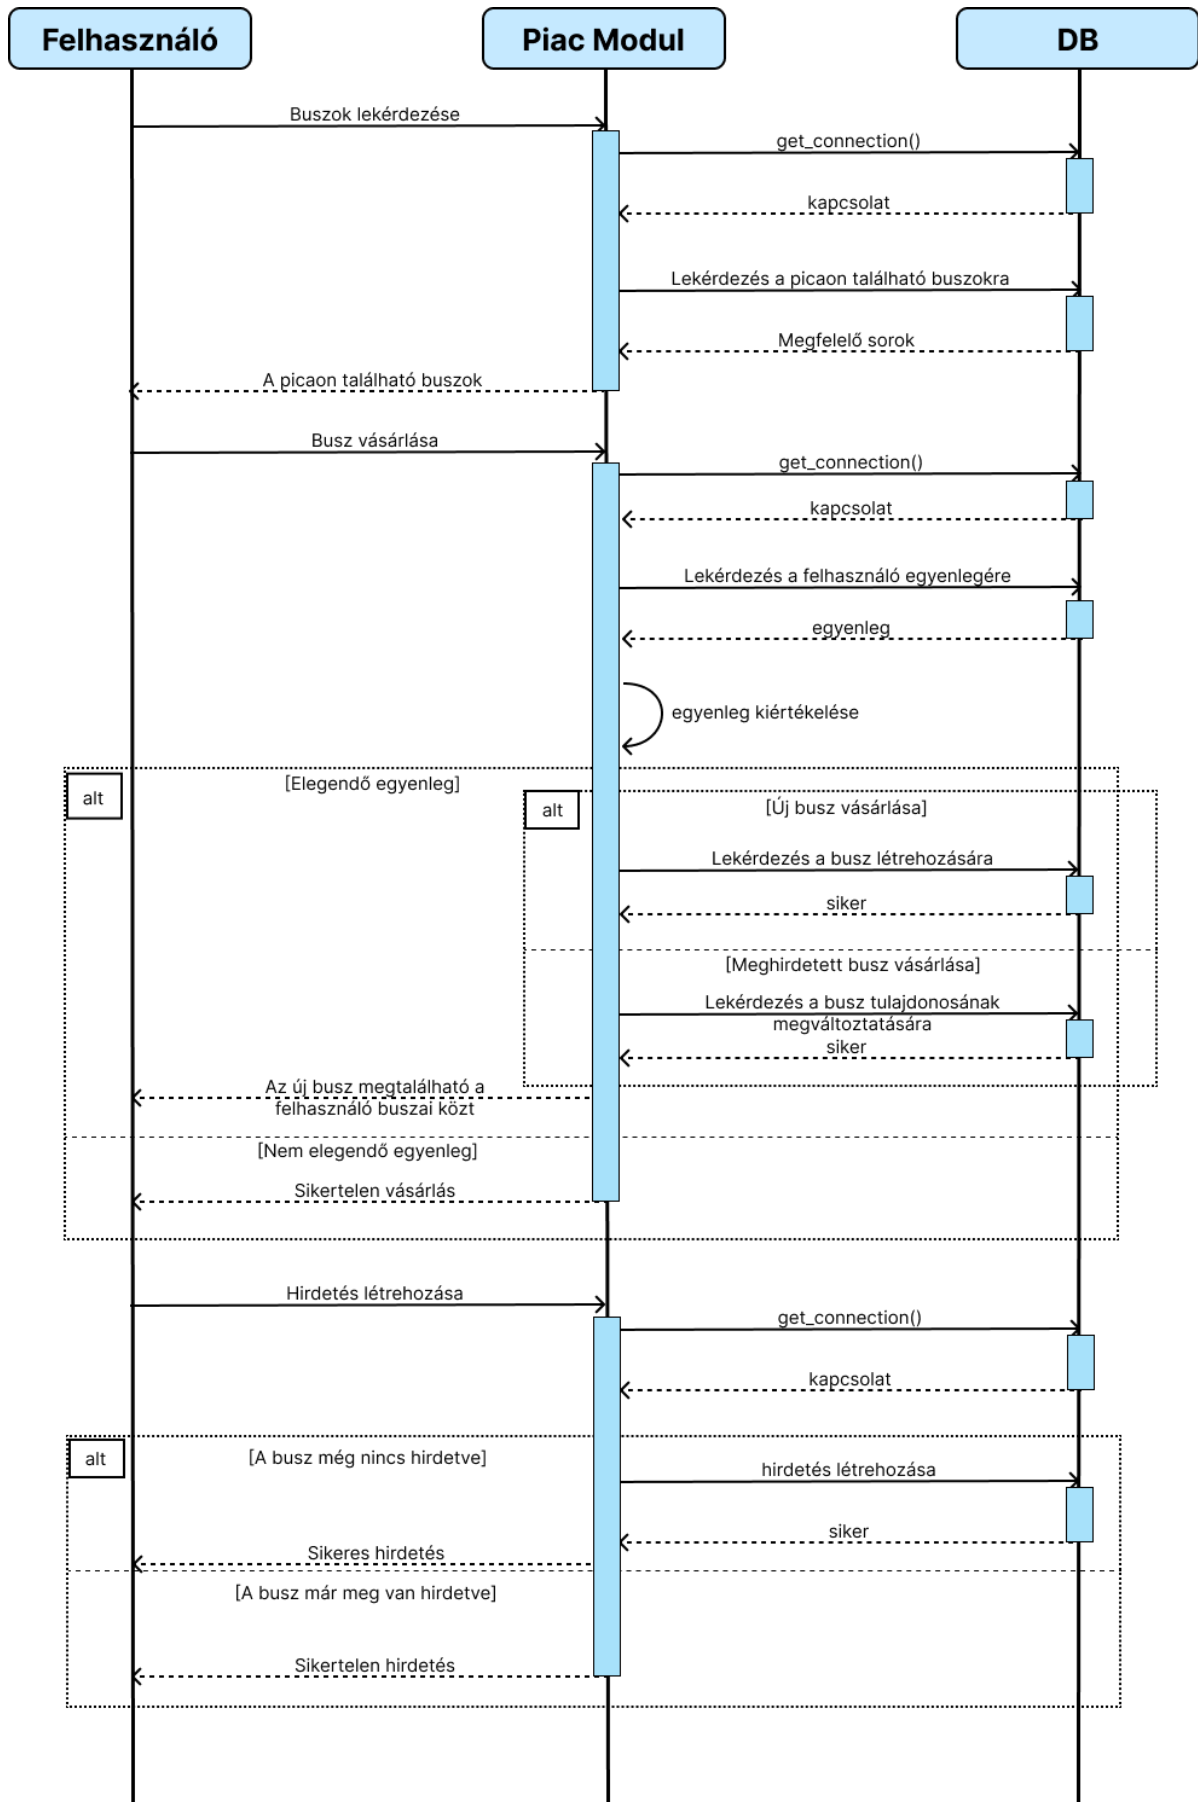 Felhasználó
Piac Modul
DB
Buszok lekérdezése
get_connection()
kapcsolat
Lekérdezés a picaon található buszokra
Megfelelő sorok
A picaon található buszok
Busz vásárlása
get_connection()
kapcsolat
Lekérdezés a felhasználó egyenlegére
egyenleg
egyenleg kiértékelése
alt
[Elegendő egyenleg]
alt
[Új busz vásárlása]
Lekérdezés a busz létrehozására
siker
[Meghirdetett busz vásárlása]
Lekérdezés a busz tulajdonosának
megváltoztatására
siker
Az új busz megtalálható a
felhasználó buszai közt
[Nem elegendő egyenleg]
Sikertelen vásárlás
Hirdetés létrehozása
get_connection()
kapcsolat
alt
[A busz még nincs hirdetve]
hirdetés létrehozása
siker
Sikeres hirdetés
[A busz már meg van hirdetve]
Sikertelen hirdetés